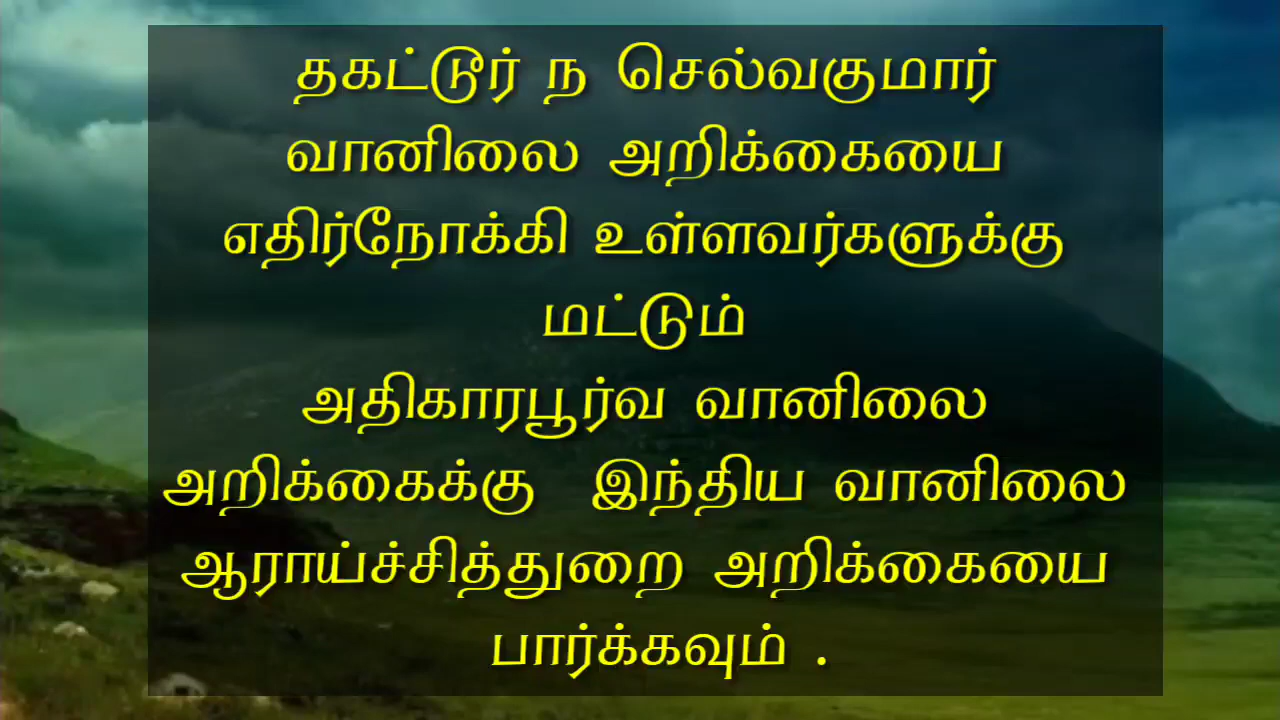 தகட்டூர் ந செல்வகுமார்
வானிலை அறிக்கையை
எதிர்நோக்கி உள்ளவர்களுக்கு
மட்டும்
அதிகாரபூர்வ வானிலை
அறிக்கைக்கு இந்திய வானிலை
ஆராய்ச்சித்துறை அறிக்கையை
பார்க்கவும் .